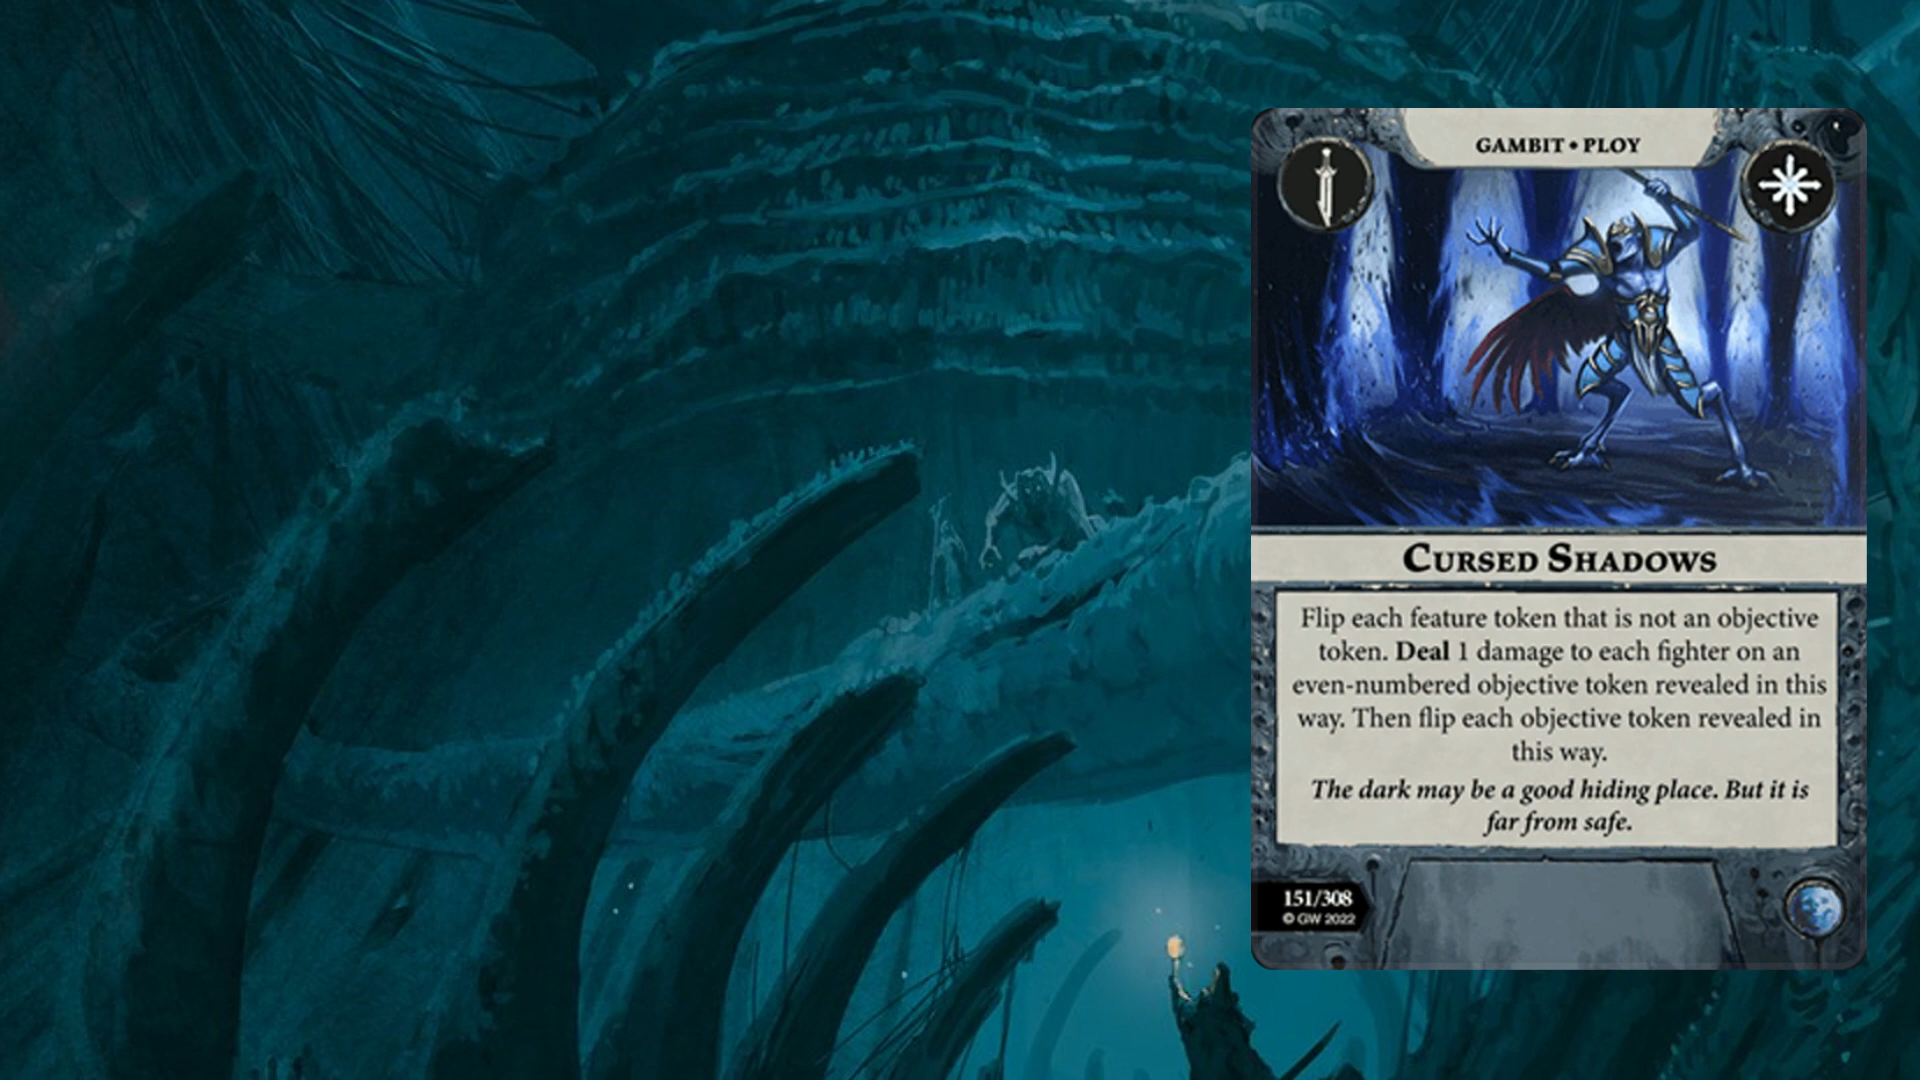 GAMBIT • PLOY
CURSED SHADOWS
Flip each feature token that is not an objective
token. Deal 1 damage to each fighter on an
even-numbered objective token revealed in this
way. Then flip each objective token revealed in
this way.
The dark may be a good hiding place. But it is
far from safe.
151/308
© GW 2022